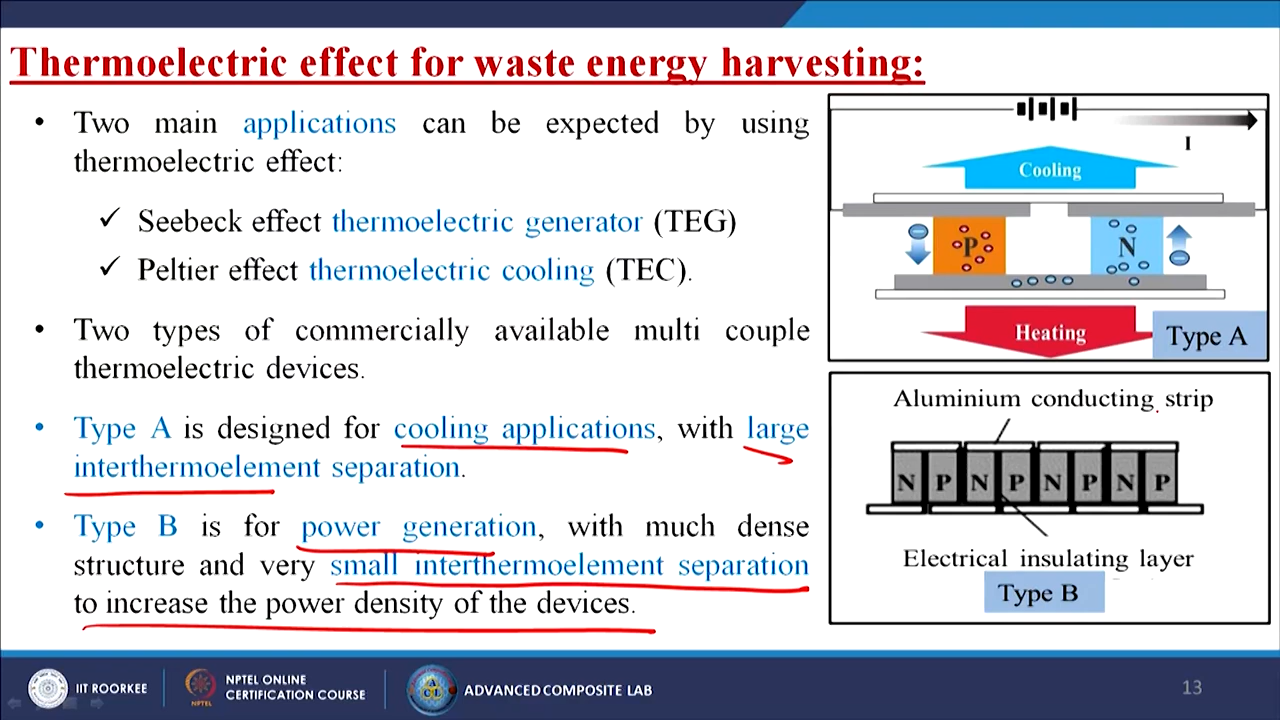 Thermoelectric effect for waste energy harvesting:
• Two main applications can be expected by using
thermoelectric effect:
✓ Seebeck effect thermoelectric generator (TEG)
✓ Peltier effect thermoelectric cooling (TEC).
• Two types of commercially available multi couple
thermoelectric devices.
• Type A is designed for cooling applications, with large
interthermoelement separation.
• Type B is for power generation, with much dense
structure and very small interthermoelement separation
to increase the power density of the devices.
I
Cooling
P
N
Heating
Type A
Aluminium conducting strip
N P N P N P N P
Electrical insulating layer
Type B
IIT ROORKEE
NPTEL
NPTEL ONLINE
CERTIFICATION COURSE
ACL
ADVANCED COMPOSITE LAB
13